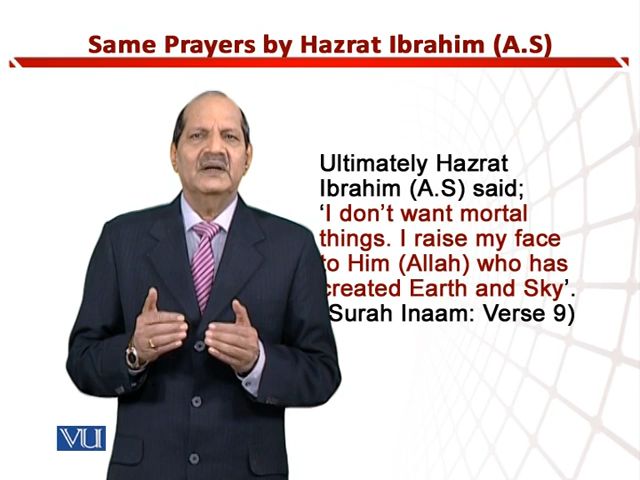 Same Prayers by Hazrat Ibrahim (A.S)
Ultimately Hazrat
Ibrahim (A.S) said;
‘I don’t want mortal
things. I raise my face
to Him (Allah) who has
created Earth and Sky’.
(Surah Inaam: Verse 9)
VU